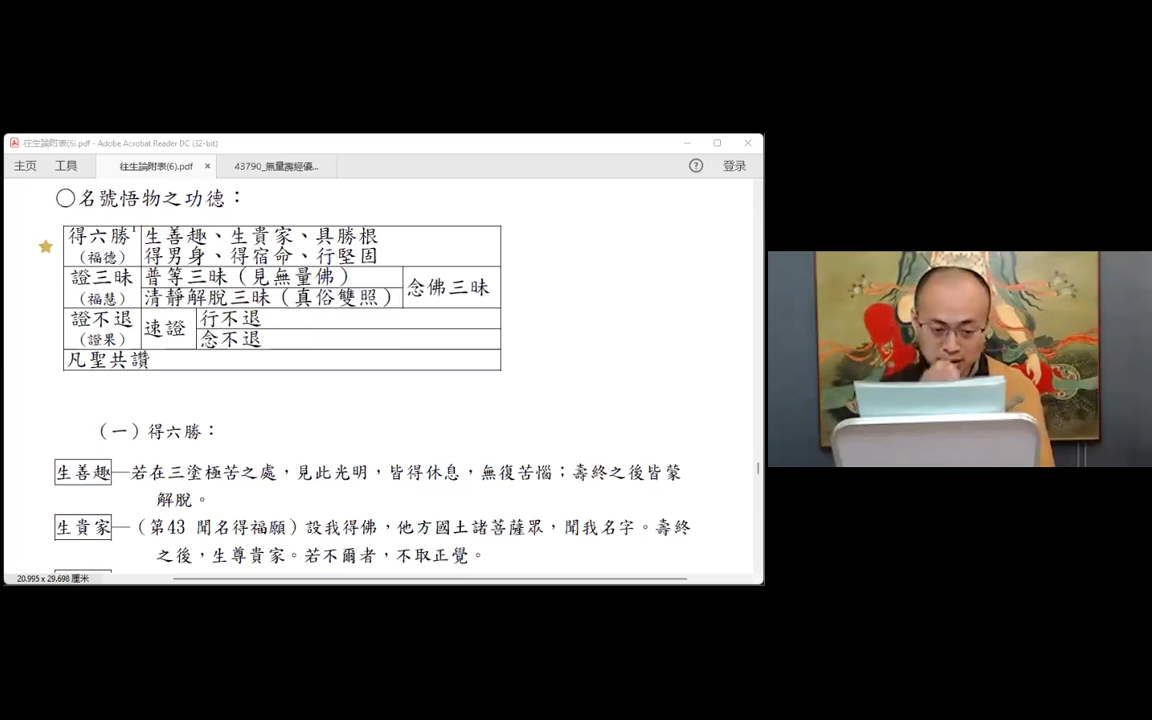 往生論附表(6).pdf - Adobe Acrobat Reader DC (32-bit)
主页 工具 往生論附表(6).pdf × 43790_無量壽經優... 登录
○名號悟物之功德：
得六勝1 生善趣、生貴家、具勝根
（福德） 得男身、得宿命、行堅固
證三昧 普等三昧（見無量佛）
（福慧） 清靜解脫三昧（真俗雙照） 念佛三昧
證不退 速證 行不退
（證果） 念不退
凡聖共讚
（一）得六勝：
生善趣—若在三塗極苦之處，見此光明，皆得休息，無復苦惱；壽終之後皆蒙
解脫。
生貴家—（第43 聞名得福願）設我得佛，他方國土諸菩薩眾，聞我名字。壽終
之後，生尊貴家。若不爾者，不取正覺。
20.995 x 29.698 厘米